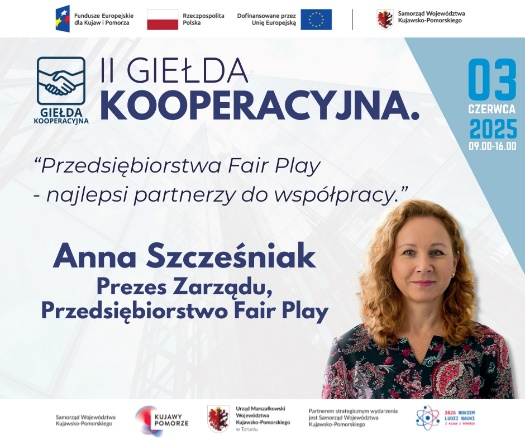 Fundusze Europejskie
dla Kujaw i Pomorza
Rzeczpospolita
Polska
Dofinansowane przez
Unię Europejską
Samorząd Województwa
Kujawsko-Pomorskiego
GIEŁDA
KOOPERACYJNA
II GIEŁDA
KOOPERACYJNA.
03
CZERWCA
2025
09.00-16.00
“Przedsiębiorstwa Fair Play
- najlepsi partnerzy do współpracy.”
Anna Szcześniak
Prezes Zarządu,
Przedsiębiorstwo Fair Play
Samorząd Województwa
Kujawsko-Pomorskiego
KUJAWY
POMORZE
Urząd Marszałkowski
Województwa
Kujawsko-Pomorskiego
w Toruniu
Partnerem strategicznym wydarzenia
jest Samorząd Województwa
Kujawsko-Pomorskiego
2025 ROKIEM
LUDZI NAUKI
Z KUJAW I POMORZA